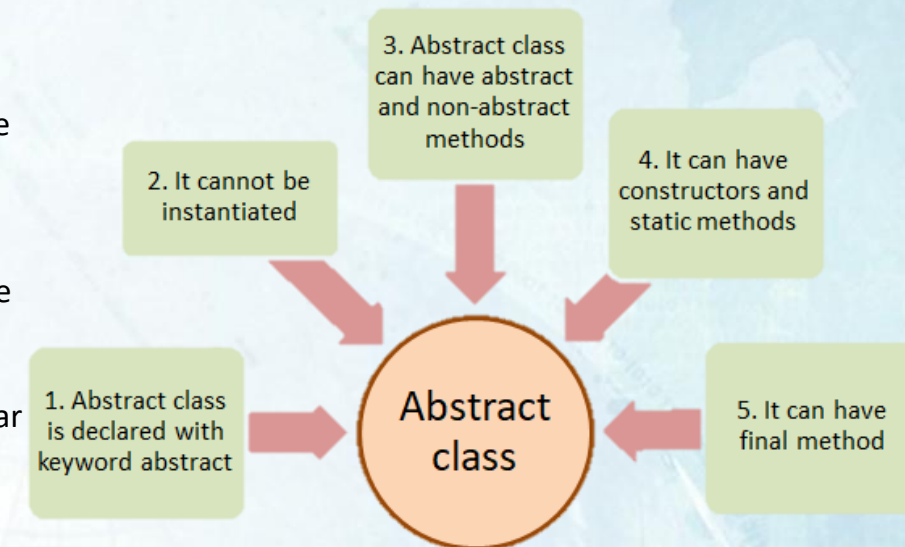 3. Abstract class
can have abstract
and non-abstract
methods
2. It cannot be
instantiated
4. It can have
constructors and
static methods
1. Abstract class
is declared with
keyword abstract
Abstract
class
5. It can have
final method